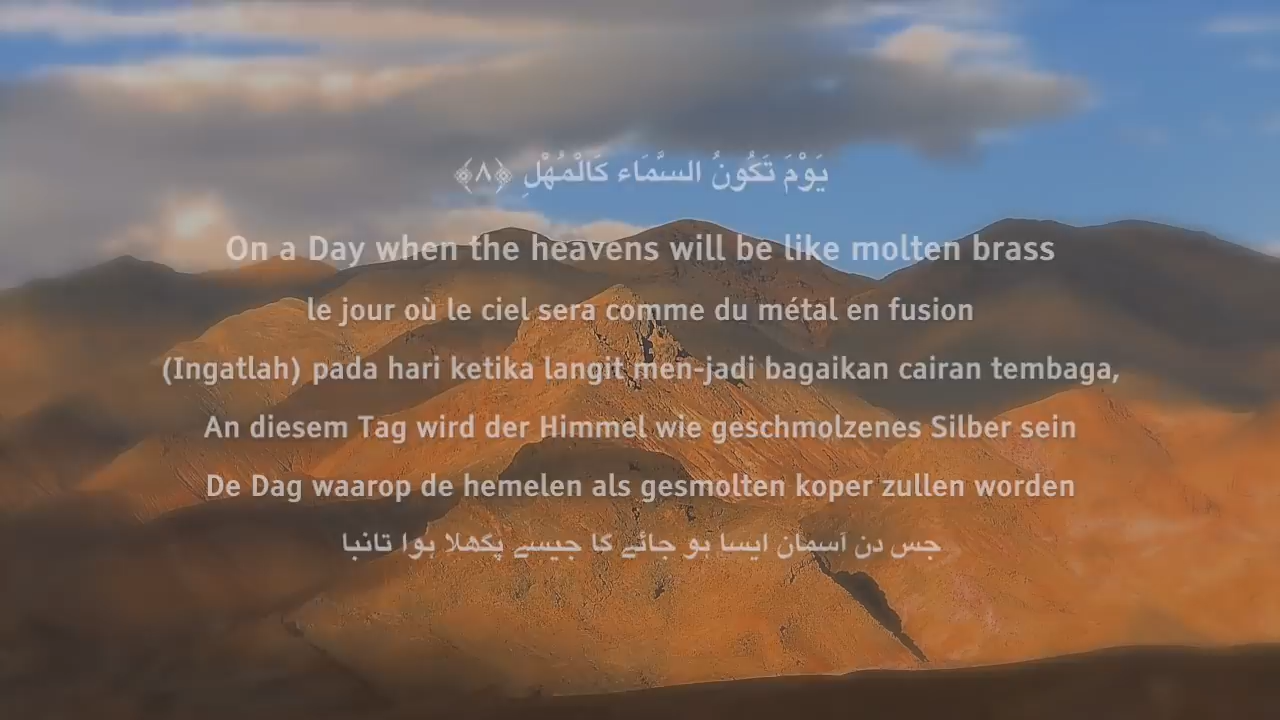 يَوْمَ تَكُونُ السَّمَاء كَالْمُهْلِ ﴿٨﴾
On a Day when the heavens will be like molten brass
le jour où le ciel sera comme du métal en fusion
(Ingatlah) pada hari ketika langit men-jadi bagaikan cairan tembaga,
An diesem Tag wird der Himmel wie geschmolzenes Silber sein
De Dag waarop de hemelen als gesmolten koper zullen worden
جس دن آسمان ایسا ہو جائے گا جیسے پگھلا ہوا تانبا